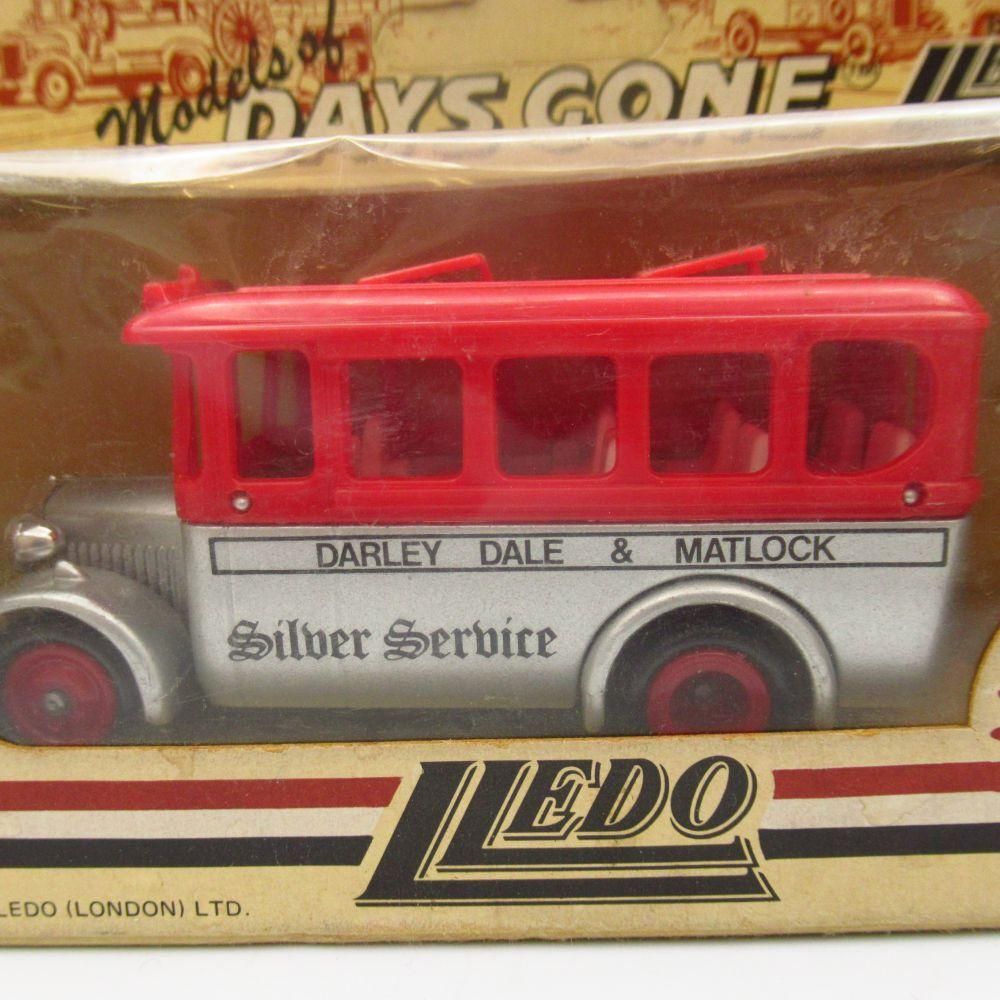 Models of
DAYS GONE
DARLEY DALE & MATLOCK
Silver Service
LLEDO
LEDO (LONDON) LTD.